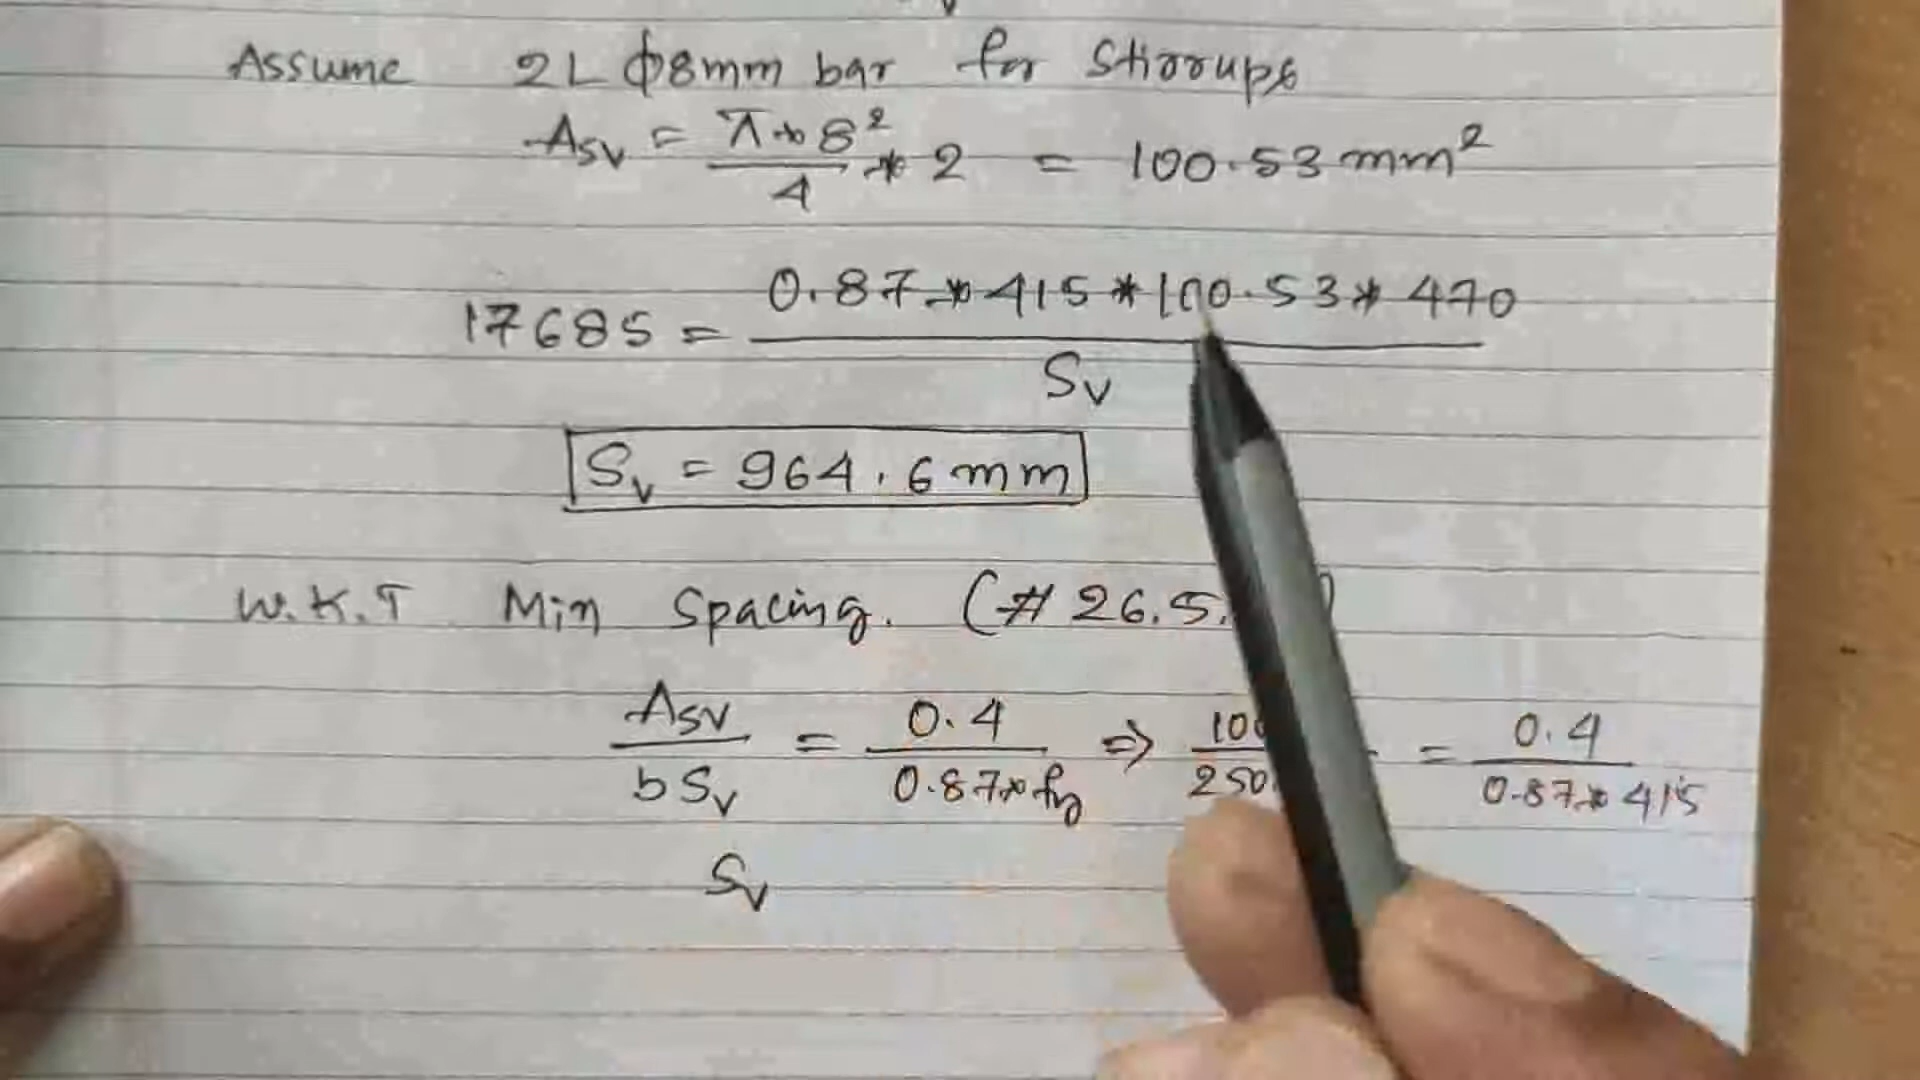 Assume 2L ϕ8mm bar for Stirrups
Asv = π*8² / 4 * 2 = 100.53 mm²
17685 = 0.87*415*100.53*470 / Sv
Sv = 964.6 mm
W.K.T Min Spacing. (# 26.5. )
Asv / bSv = 0.4 / 0.87*fy ⇒ 100 / 250 = 0.4 / 0.87*415
Sv